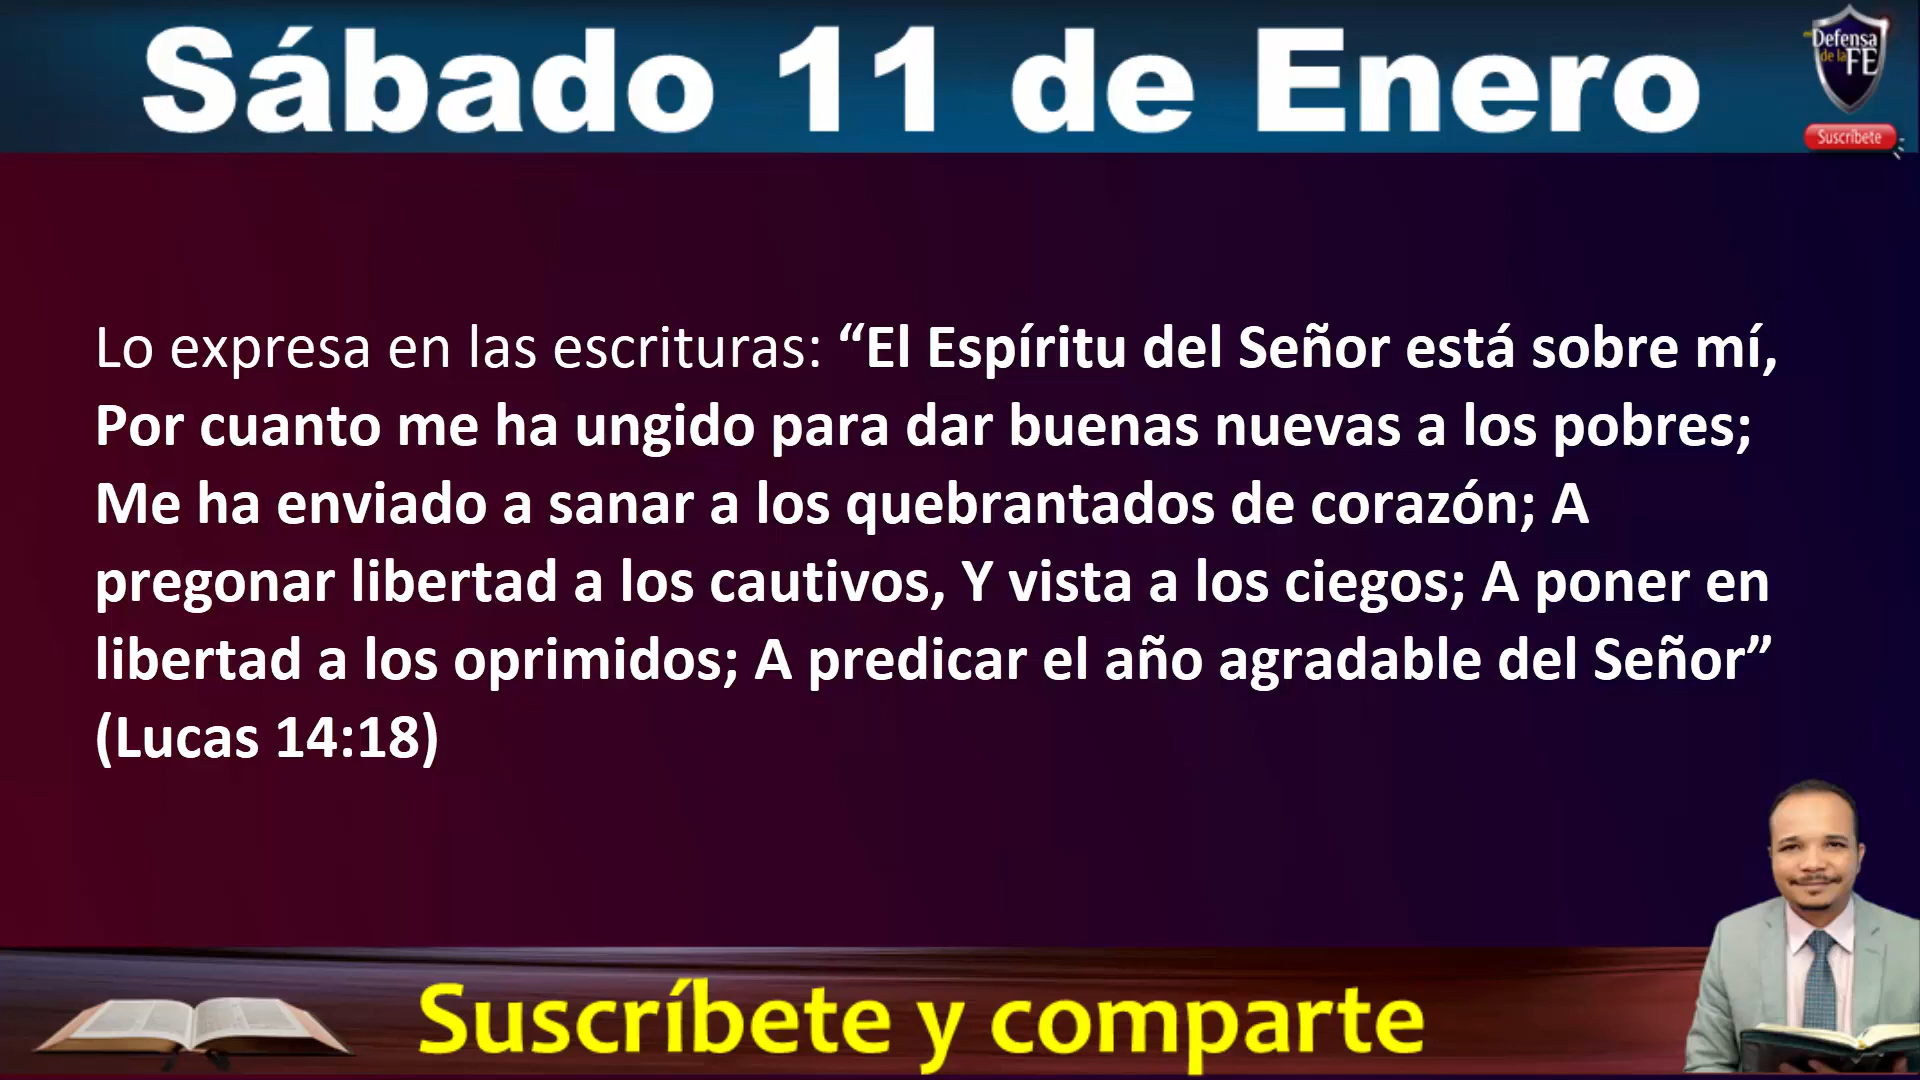 Sábado 11 de Enero
Defensa
de la FE
Suscríbete
Lo expresa en las escrituras: “El Espíritu del Señor está sobre mí,
Por cuanto me ha ungido para dar buenas nuevas a los pobres;
Me ha enviado a sanar a los quebrantados de corazón; A
pregonar libertad a los cautivos, Y vista a los ciegos; A poner en
libertad a los oprimidos; A predicar el año agradable del Señor”
(Lucas 14:18)
Suscríbete y comparte